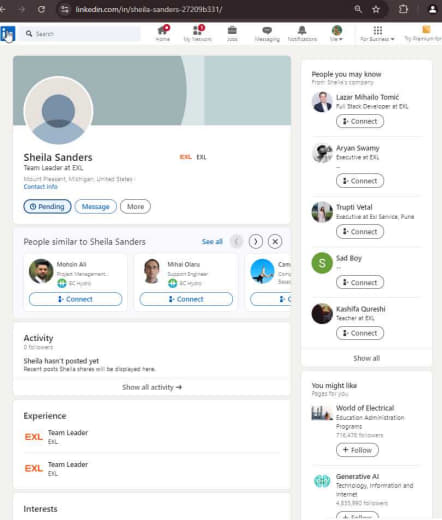 linkedin.com/in/sheila-sanders-27209b331/
in
Search
Home
My Network
Jobs
Messaging
Notifications
Me
For Business
Try Premium for
Sheila Sanders
Team Leader at EXL
Mount Pleasant, Michigan, United States ·
Contact info
EXL EXL
Pending
Message
More
People similar to Sheila Sanders
See all
Mohsin Ali
Project Management...
BC Hydro
Connect
Mihai Olaru
Support Engineer
BC Hydro
Connect
Cam
C
Activity
0 followers
Sheila hasn't posted yet
Recent posts Sheila shares will be displayed here.
Show all activity →
Experience
EXL
Team Leader
EXL
EXL
Team Leader
EXL
Interests
People you may know
From Sheila's company
Lazar Mihailo Tomić
Full Stack Developer at EXL
Connect
Aryan Swamy
Executive at EXL
--
Connect
Trupti Vetal
Executive at Exl Service, Pune
Connect
S
Sad Boy
--
Connect
Kashifa Qureshi
Teacher at EXL
Connect
Show all
You might like
Pages for you
World of Electrical
Education Administration
Programs
716,476 followers
+ Follow
Generative AI
Technology, Information and
Internet
4,835,990 followers
+ Follow